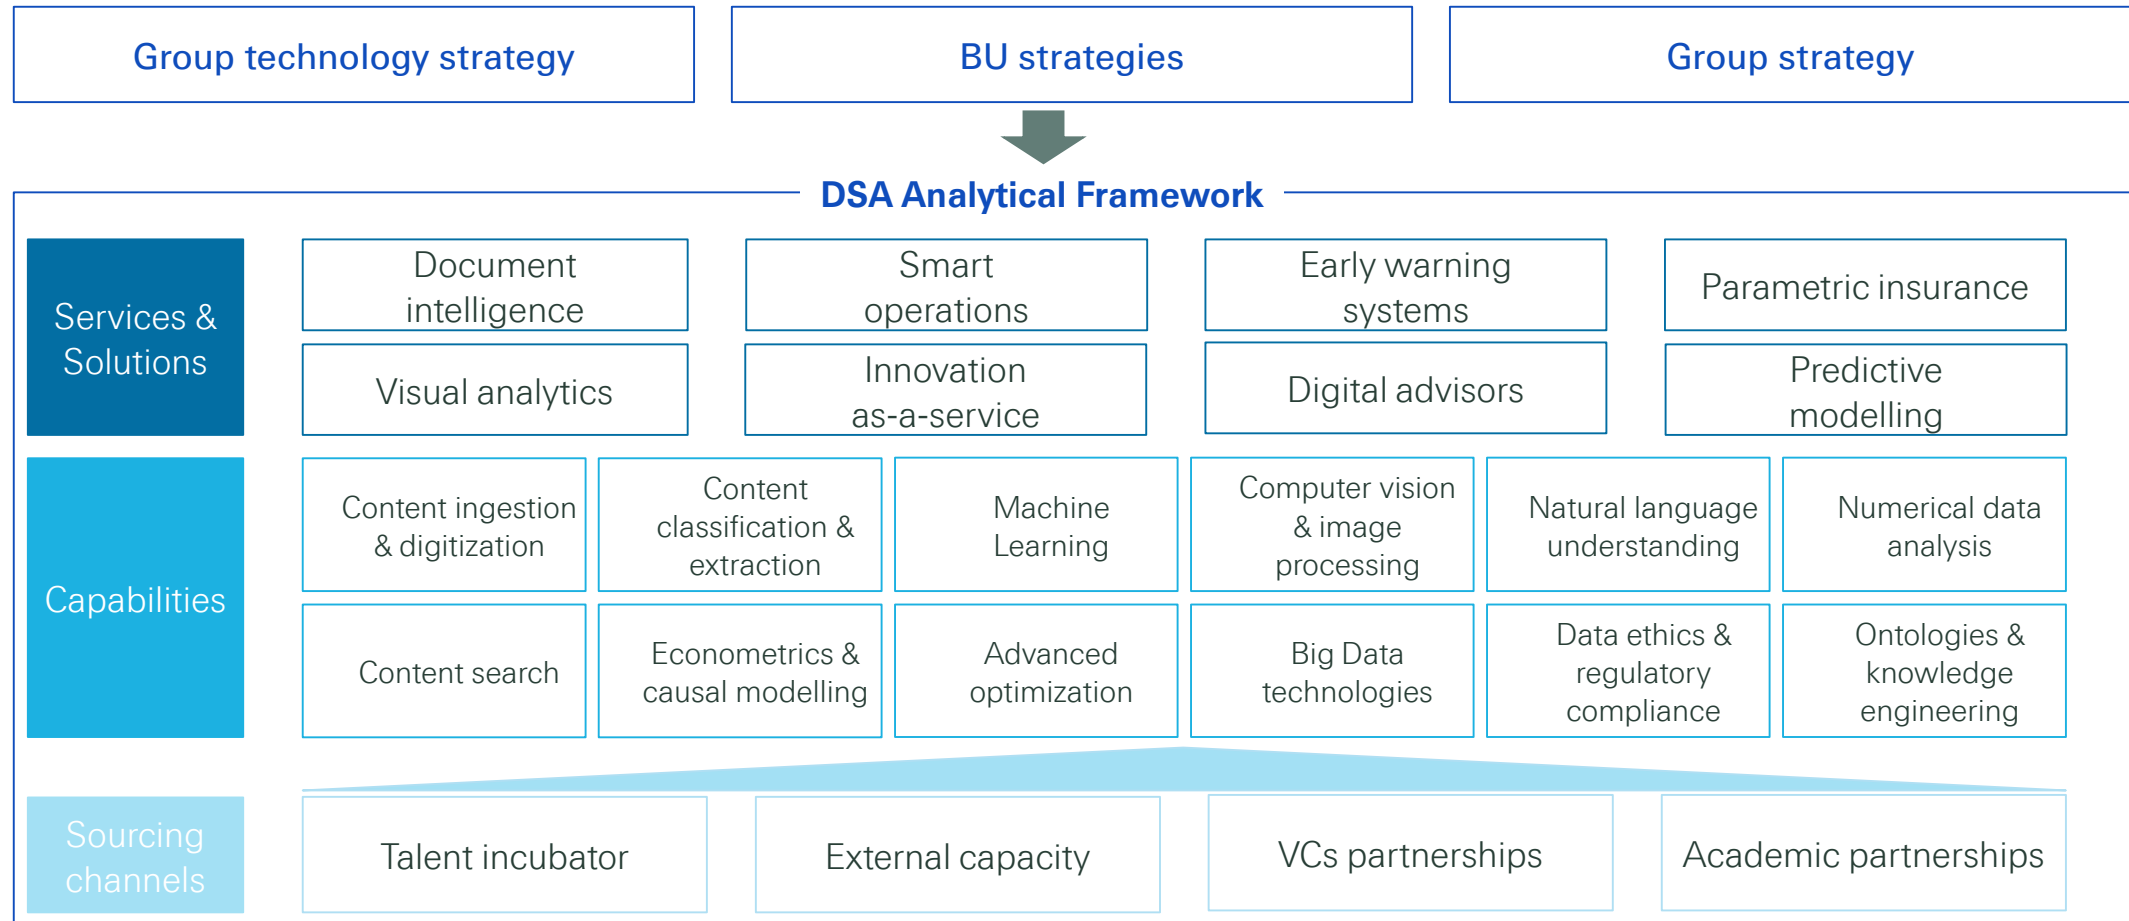 Group technology strategy
BU strategies
Group strategy
DSA Analytical Framework
Services &
Solutions
Document
intelligence
Smart
operations
Early warning
systems
Parametric insurance
Visual analytics
Innovation
as-a-service
Digital advisors
Predictive
modelling
Capabilities
Content ingestion
& digitization
Content
classification &
extraction
Machine
Learning
Computer vision
& image
processing
Natural language
understanding
Numerical data
analysis
Content search
Econometrics &
causal modelling
Advanced
optimization
Big Data
technologies
Data ethics &
regulatory
compliance
Ontologies &
knowledge
engineering
Sourcing
channels
Talent incubator
External capacity
VCs partnerships
Academic partnerships